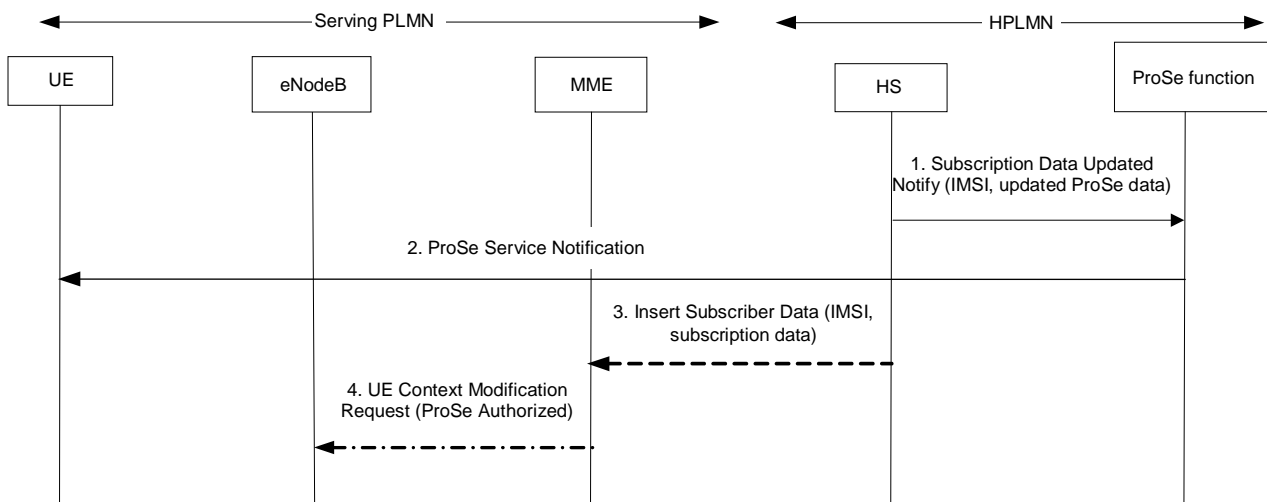 Serving PLMN
HPLMN
UE
eNodeB
MME
HS
ProSe function
1. Subscription Data Updated
Notify (IMSI, updated ProSe data)
2. ProSe Service Notification
3. Insert Subscriber Data (IMSI,
subscription data)
4. UE Context Modification
Request (ProSe Authorized)